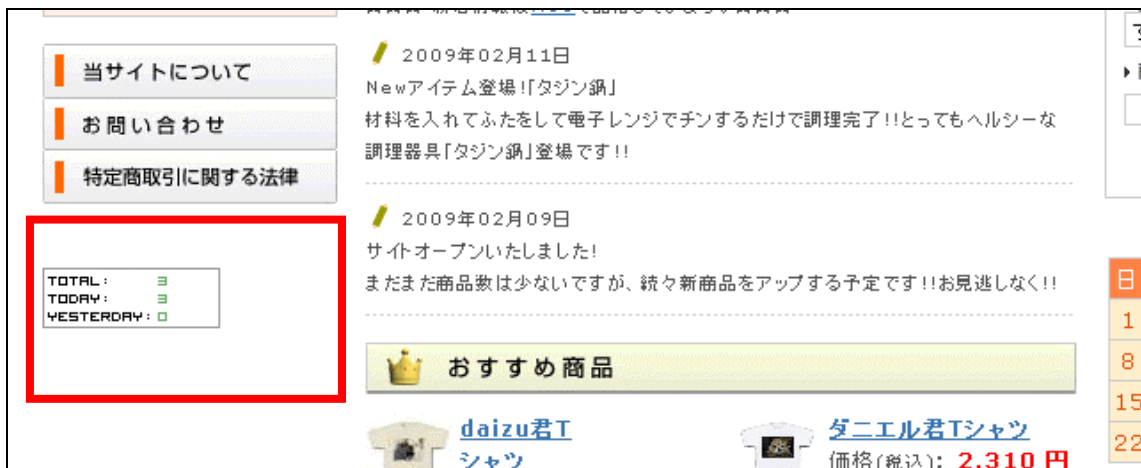 当サイトについて
お問い合わせ
特定商取引に関する法律
TOTAL: 3
TODAY: 3
YESTERDAY: 0
2009年02月11日
Newアイテム登場!「タジン鍋」
材料を入れてふたをして電子レンジでチンするだけで調理完了!!とってもヘルシーな
調理器具「タジン鍋」登場です!!
2009年02月09日
サイトオープンいたしました!
まだまだ商品数は少ないですが、続々新商品をアップする予定です!!お見逃しなく!!
おすすめ商品
daizu君T
シャツ
ダニエル君Tシャツ
価格(税込): 2,310 円
日
1
8
15
22